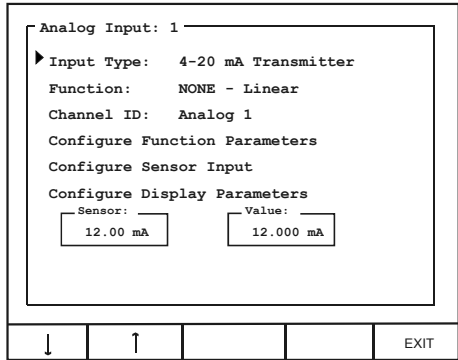 Analog Input: 1
Input Type: 4-20 mA Transmitter
Function: NONE - Linear
Channel ID: Analog 1
Configure Function Parameters
Configure Sensor Input
Configure Display Parameters
Sensor: Value:
12.00 mA 12.000 mA
EXIT